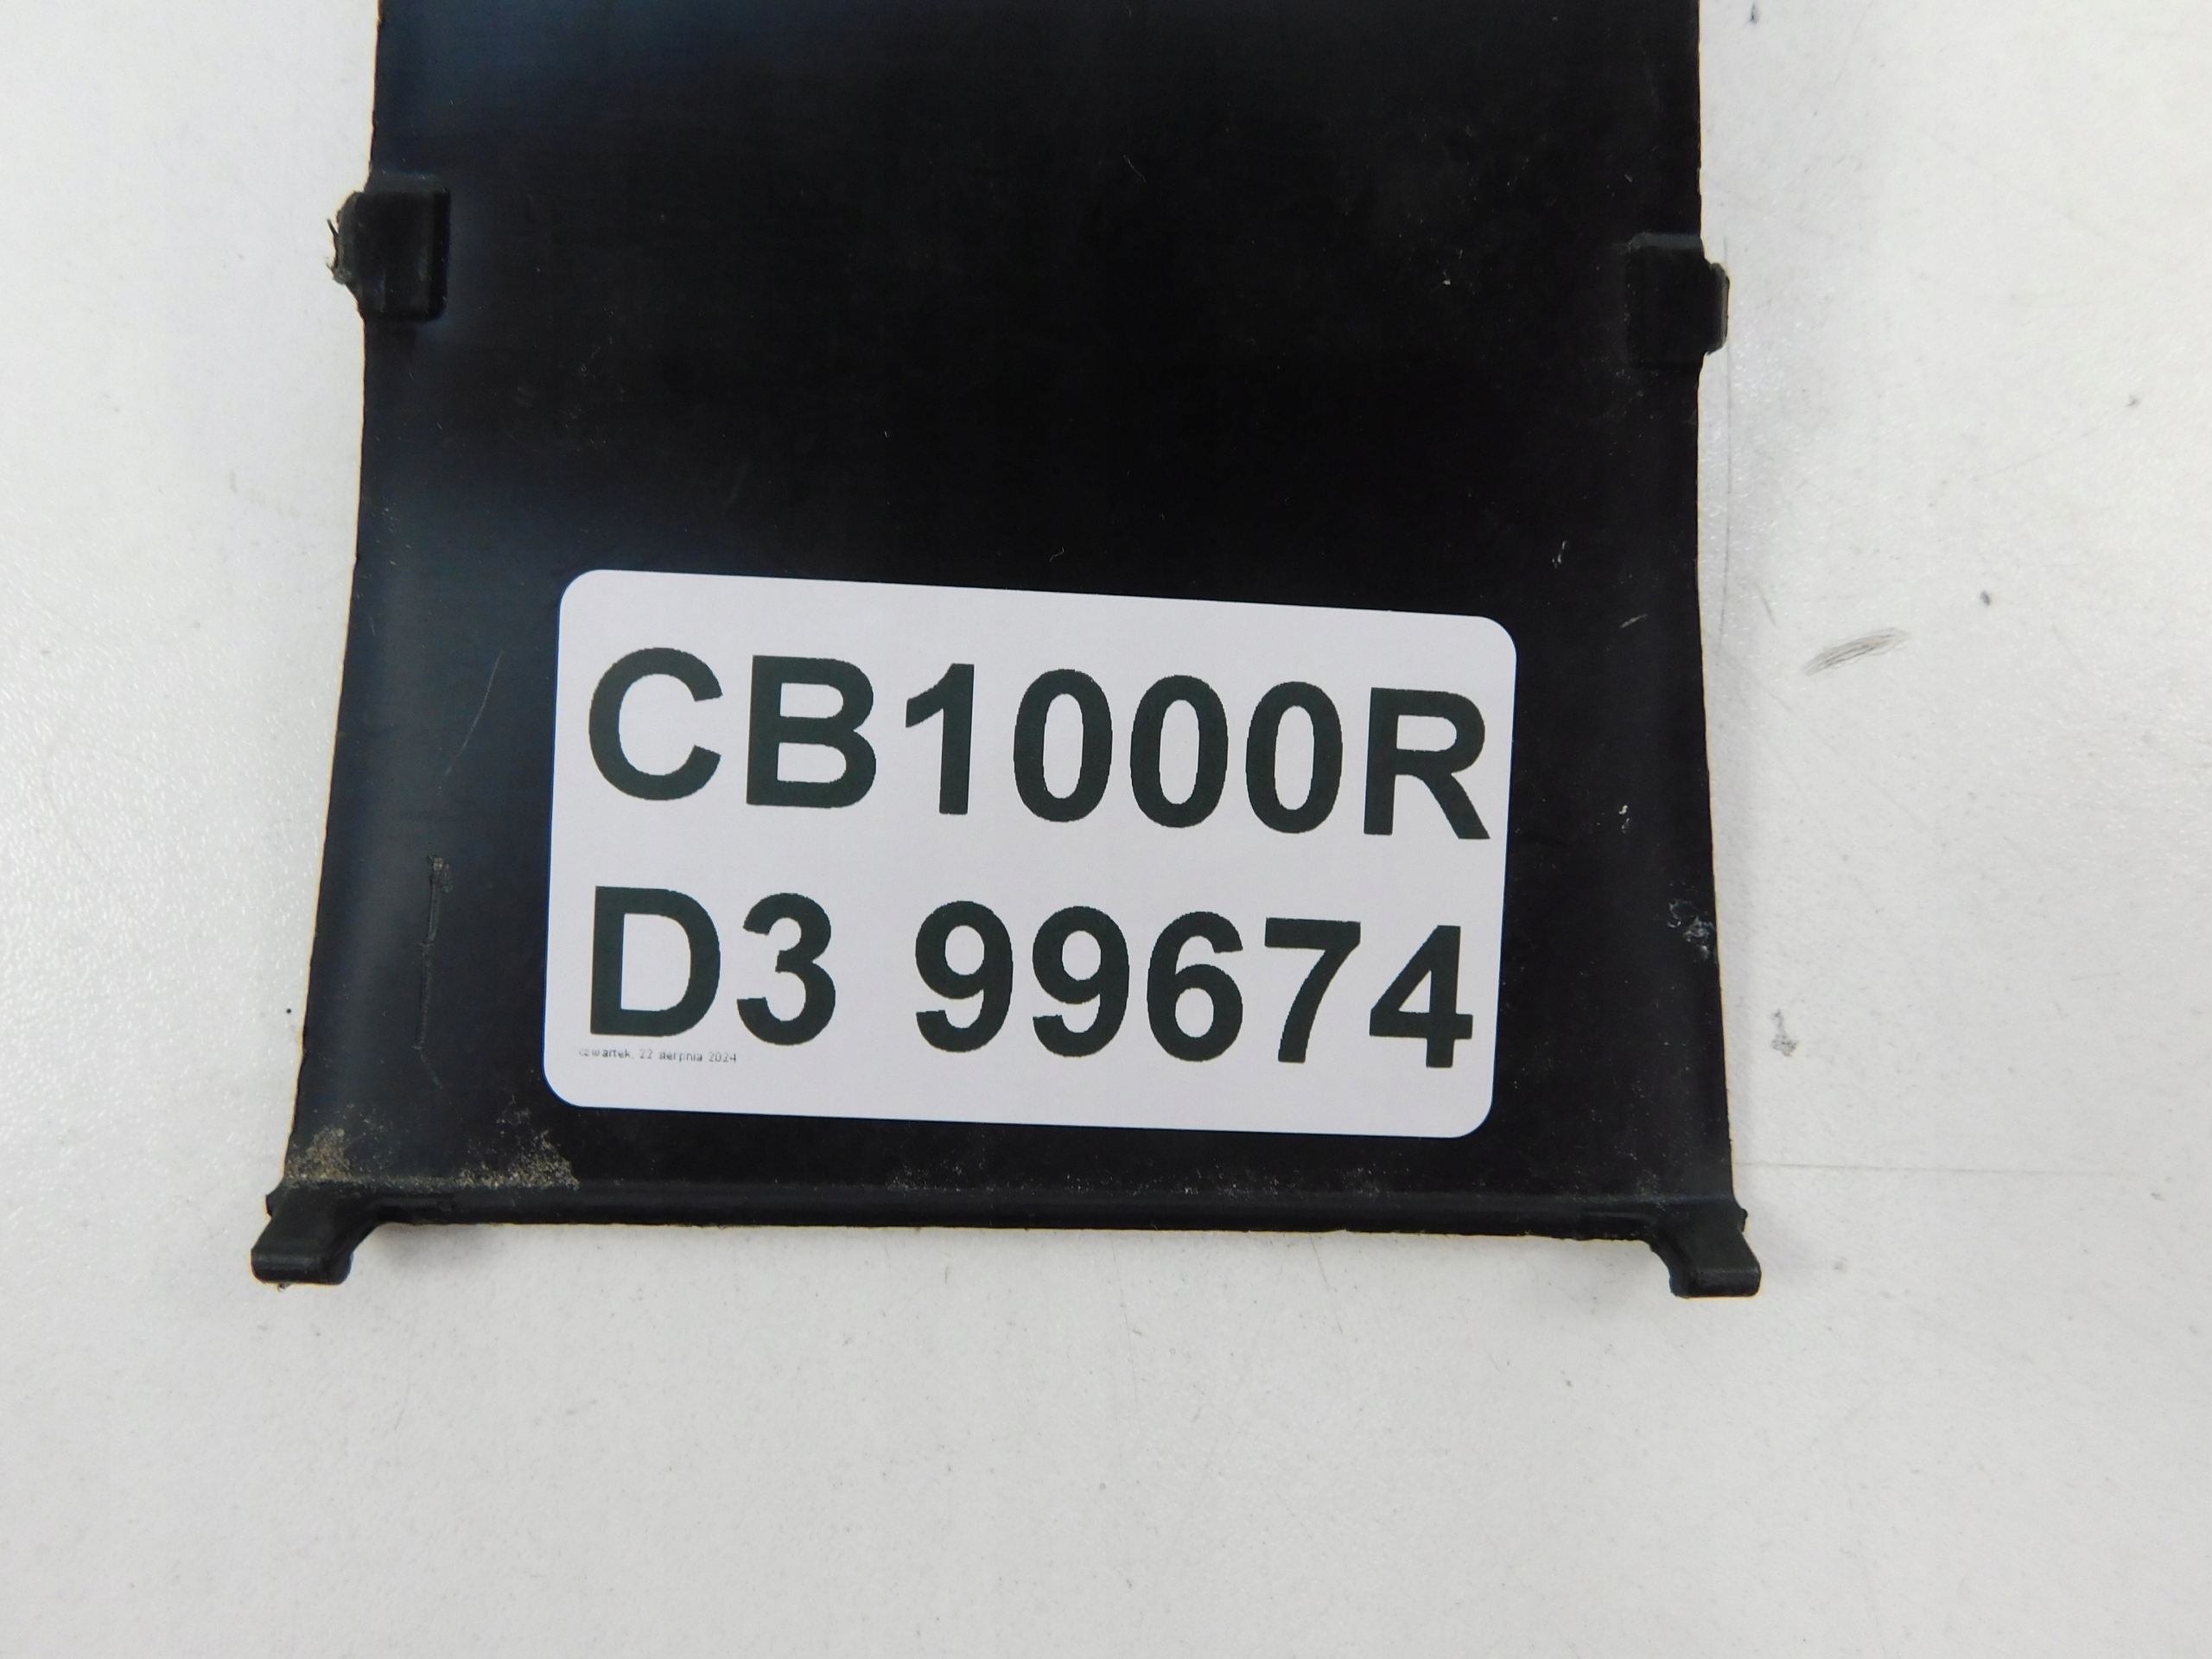 CB1000R
D3 99674
czwartek, 22 sierpnia 2024